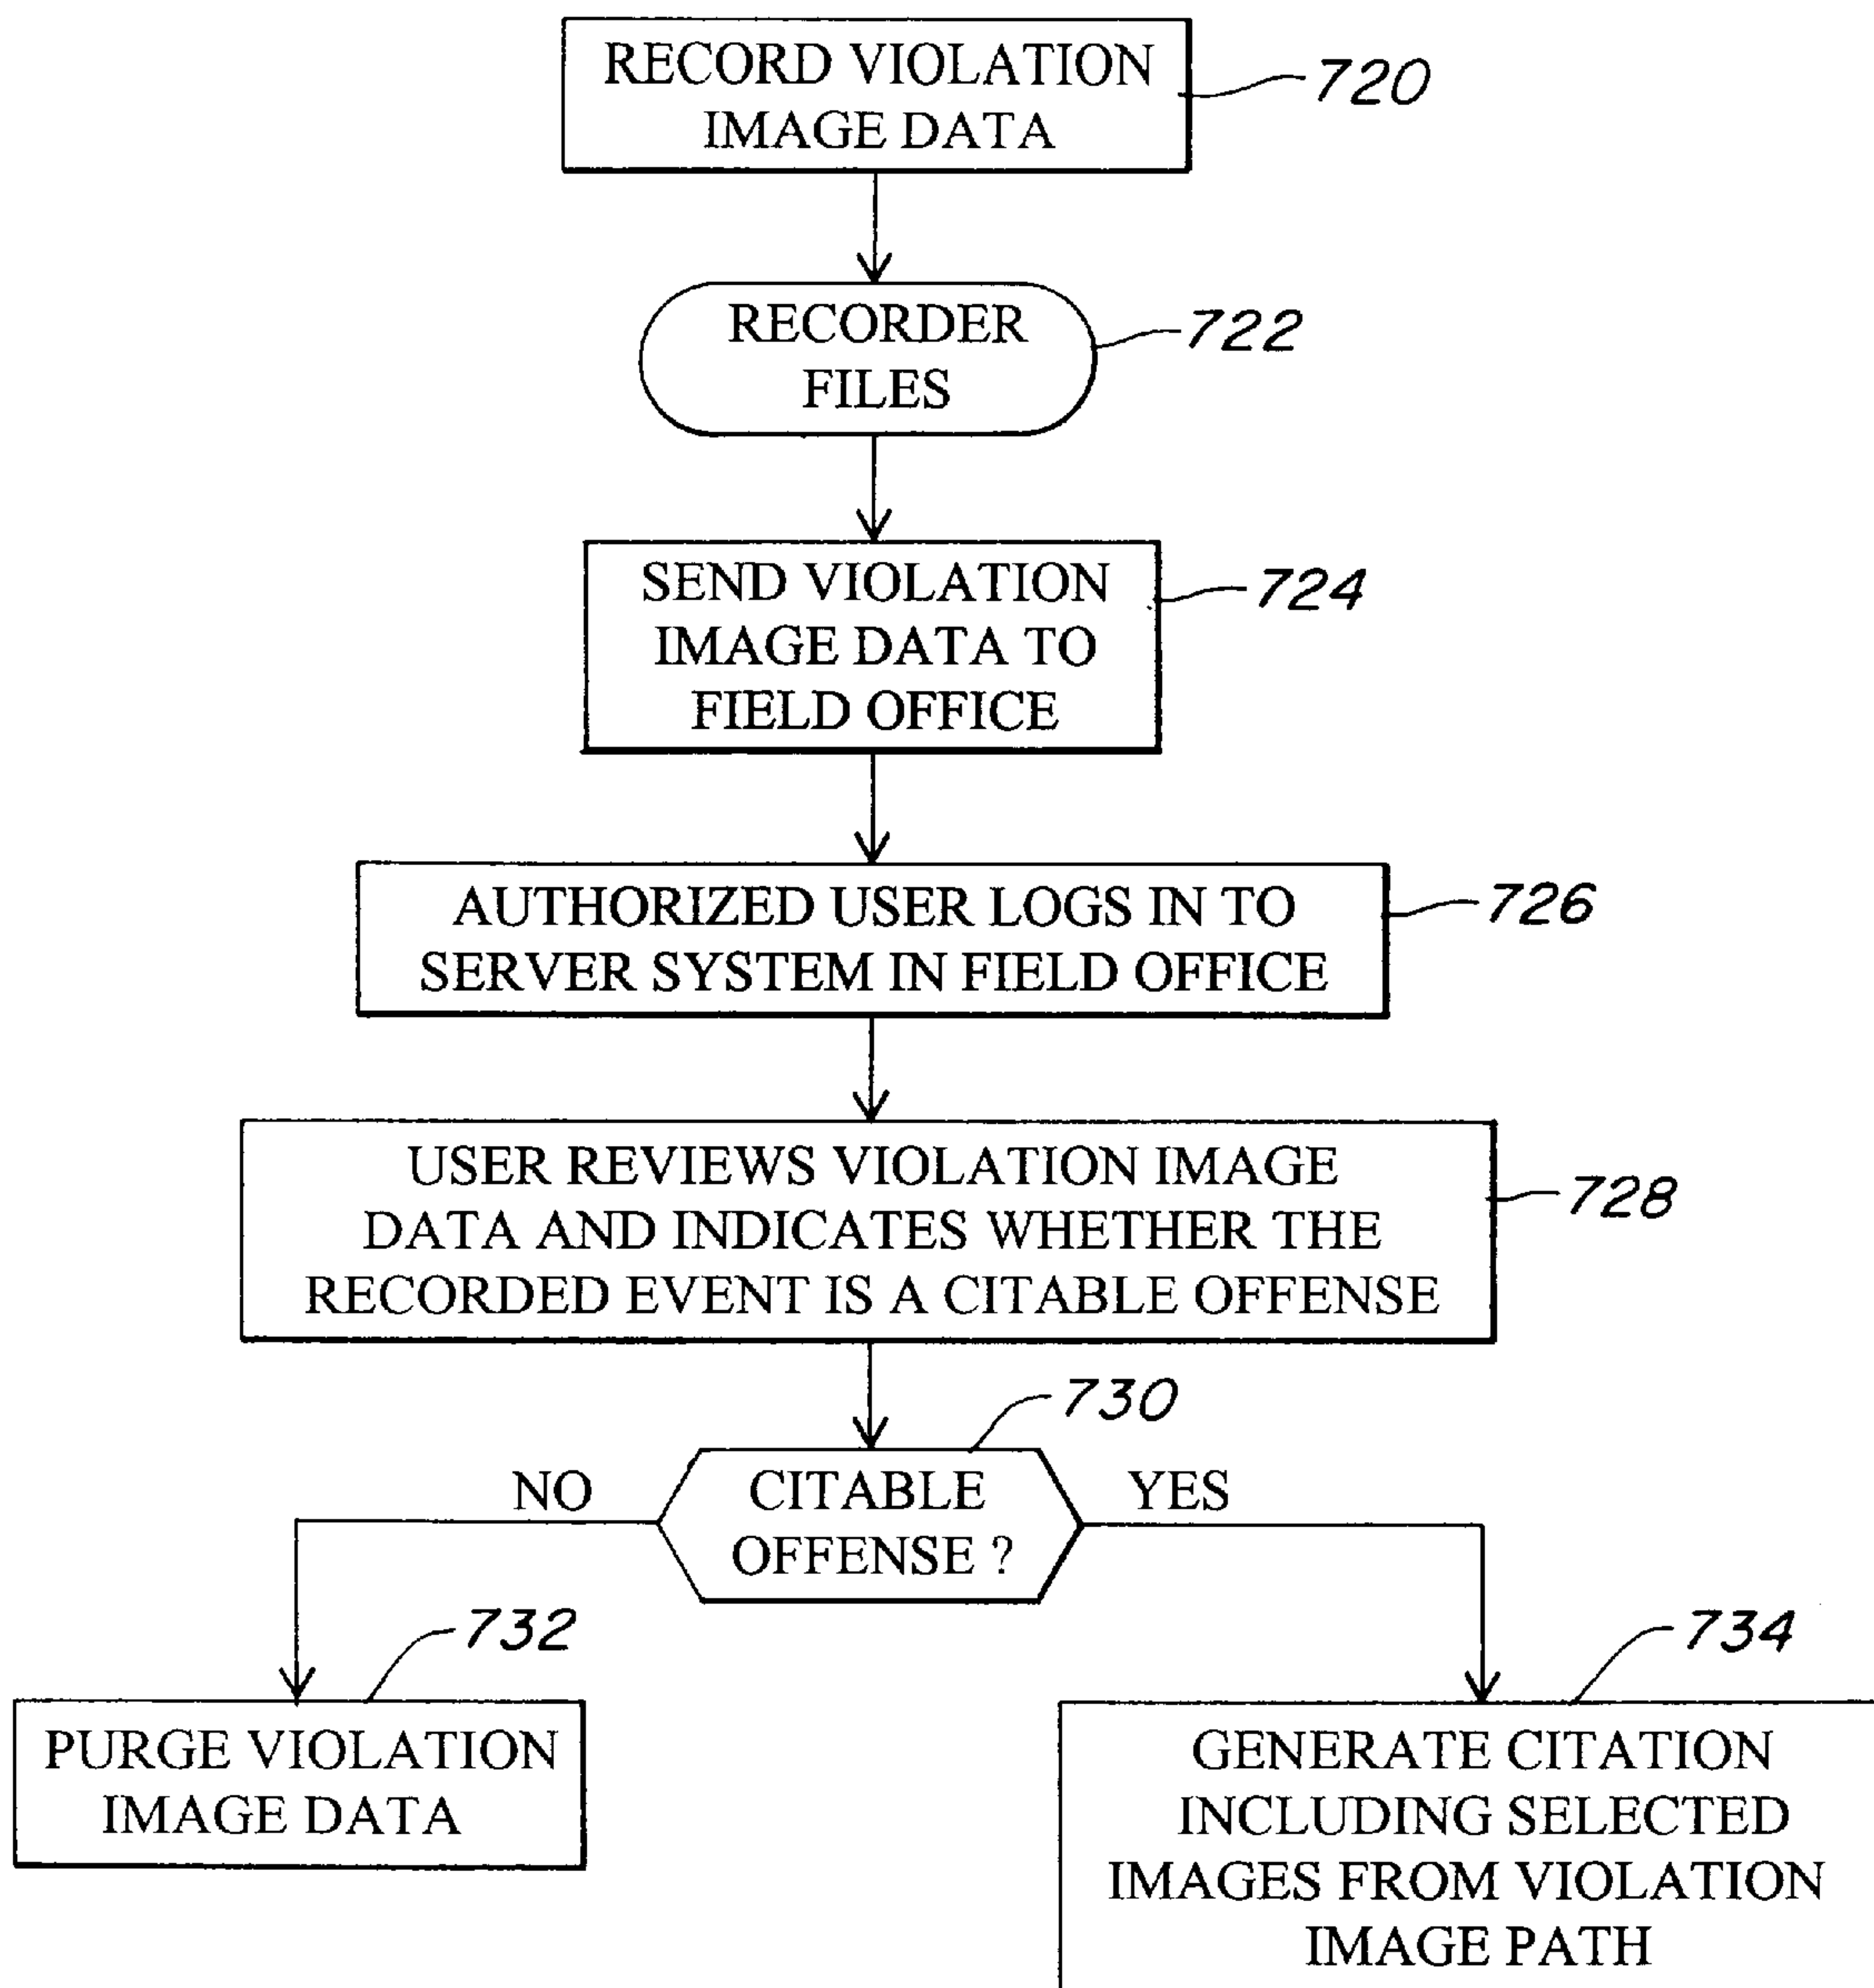 RECORD VIOLATION
IMAGE DATA
720
RECORDER
FILES
722
SEND VIOLATION
IMAGE DATA TO
FIELD OFFICE
724
AUTHORIZED USER LOGS IN TO
SERVER SYSTEM IN FIELD OFFICE
726
USER REVIEWS VIOLATION IMAGE
DATA AND INDICATES WHETHER THE
RECORDED EVENT IS A CITABLE OFFENSE
728
730
NO
CITABLE
OFFENSE ?
YES
732
PURGE VIOLATION
IMAGE DATA
734
GENERATE CITATION
INCLUDING SELECTED
IMAGES FROM VIOLATION
IMAGE PATH